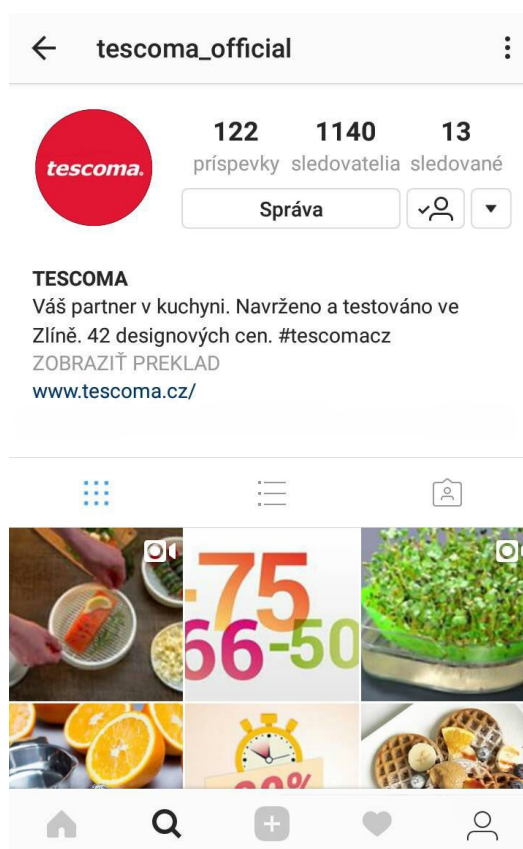 tescoma_official
tescoma.
122 1140 13
príspevky sledovatelia sledované
Správa
TESCOMA
Váš partner v kuchyni. Navrženo a testováno ve
Zlíně. 42 designových cen. #tescomacz
ZOBRAZIŤ PREKLAD
www.tescoma.cz/
-75
66-50